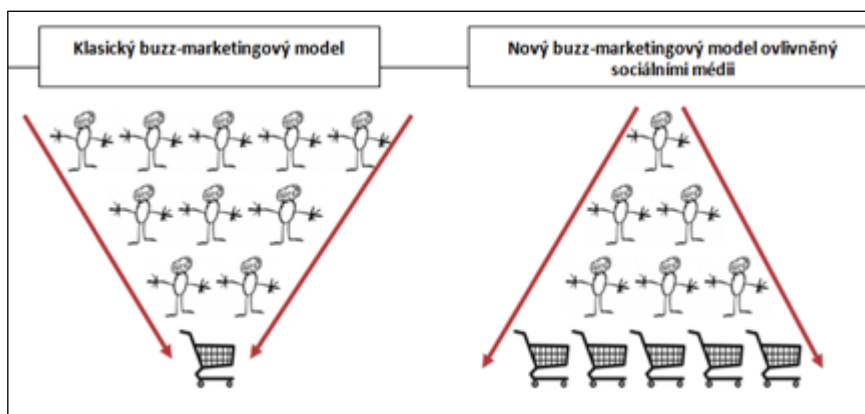 Klasický buzz-marketingový model
Nový buzz-marketingový model ovlivněný
sociálními médii